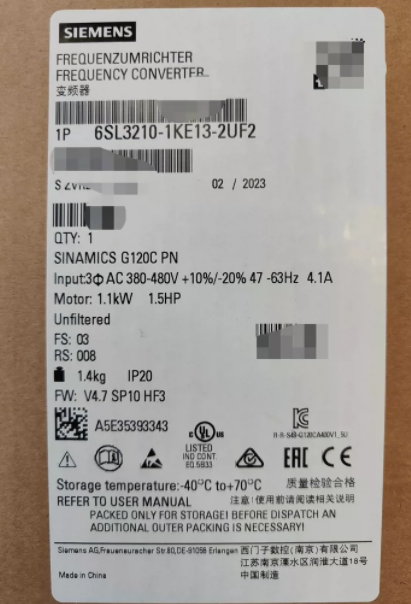 SIEMENS
FREQUENZUMRICHTER
FREQUENCY CONVERTER
变频器
1P 6SL3210-1KE13-2UF2
02 / 2023
QTY: 1
SINAMICS G120C PN
Input:3Φ AC 380-480V +10%/-20% 47 -63Hz 4.1A
Motor: 1.1kW 1.5HP
Unfiltered
FS: 03
RS: 008
1.4kg IP20
FW: V4.7 SP10 HF3
A5E35393343
C UL US
LISTED
IND CONT.
EAC CE
Storage temperature:-40°C to+70°C 质量检验合格
REFER TO USER MANUAL 注意!使用前请阅读相关说明
PACKED ONLY FOR STORAGE! BEFORE DISPATCH AN
ADDITIONAL OUTER PACKING IS NECESSARY!
Siemens AG,Frauenauracher Str.80,DE-91056 Erlangen 西门子数控(南京)有限公司
江苏南京溧水区润淮大道18号
Made in China 中国制造